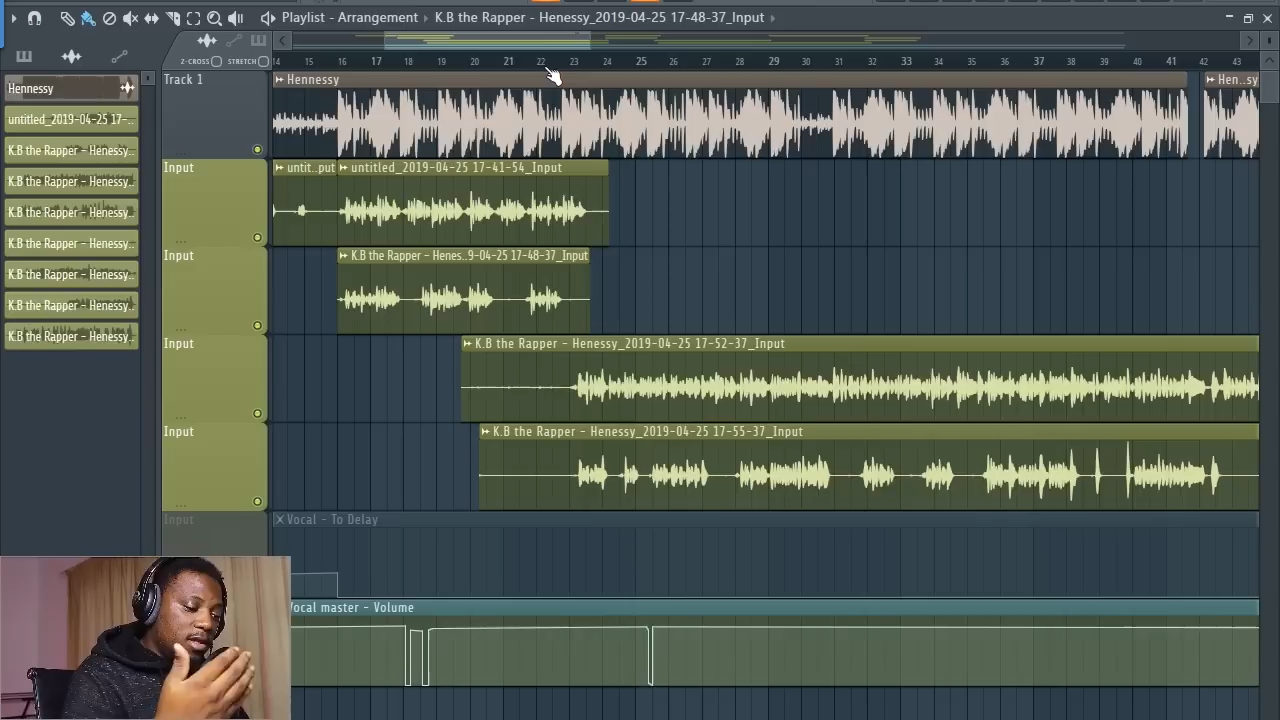 Playlist - Arrangement › K.B the Rapper - Henessy_2019-04-25 17-48-37_Input ›
Z-CROSS STRETCH
14 15 16 17 18 19 20 21 22 23 24 25 26 27 28 29 30 31 32 33 34 35 36 37 38 39 40 41 42 43
Hennessy
untitled_2019-04-25 17-..
K.B the Rapper - Henessy..
K.B the Rapper - Henessy..
K.B the Rapper - Henessy..
K.B the Rapper - Henessy..
K.B the Rapper - Henessy..
K.B the Rapper - Henessy..
K.B the Rapper - Henessy..
Track 1
Hennessy
Hen..sy
Input
untit..put
untitled_2019-04-25 17-41-54_Input
Input
K.B the Rapper - Henes..9-04-25 17-48-37_Input
Input
K.B the Rapper - Henessy_2019-04-25 17-52-37_Input
Input
K.B the Rapper - Henessy_2019-04-25 17-55-37_Input
Input
Vocal - To Delay
Vocal master - Volume